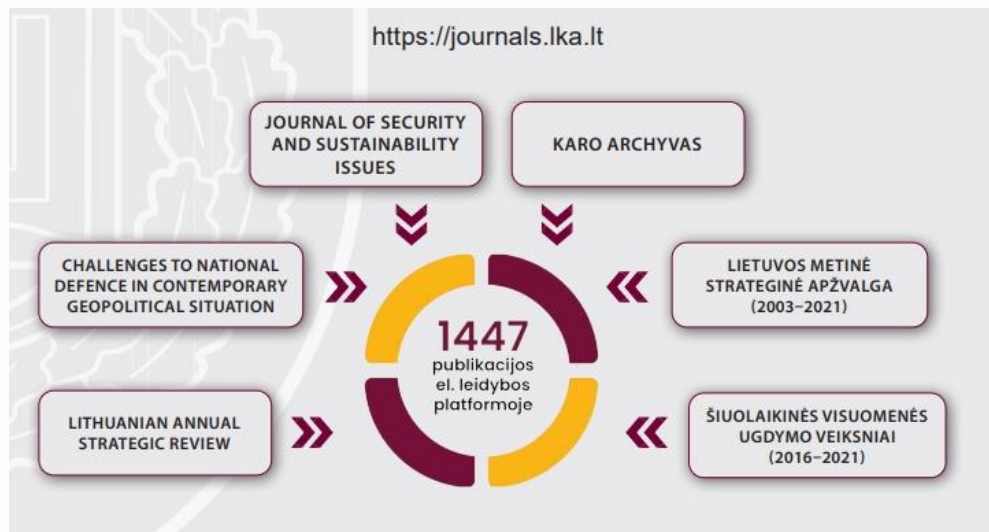 https://journals.lka.lt
JOURNAL OF SECURITY
AND SUSTAINABILITY
ISSUES
KARO ARCHYVAS
CHALLENGES TO NATIONAL
DEFENCE IN CONTEMPORARY
GEOPOLITICAL SITUATION
LIETUVOS METINĖ
STRATEGINĖ APŽVALGA
(2003–2021)
1447
publikacijos
el. leidybos
platformoje
LITHUANIAN ANNUAL
STRATEGIC REVIEW
ŠIUOLAIKINĖS VISUOMENĖS
UGDYMO VEIKSNIAI
(2016–2021)